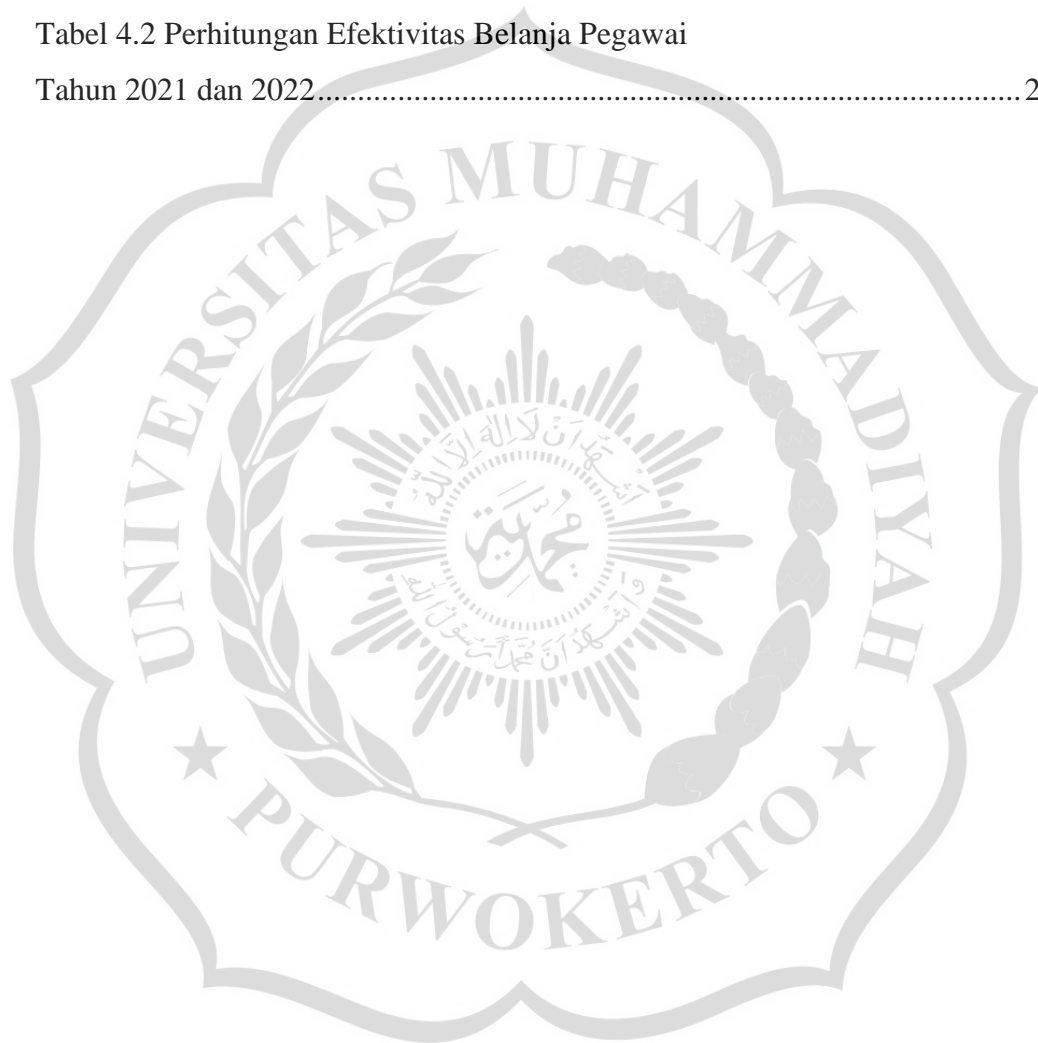 Tabel 4.2 Perhitungan Efektivitas Belanja Pegawai
Tahun 2021 dan 2022.......................................................................................2
UNIVERSITAS MUHAMMADIYAH
PURWOKERTO